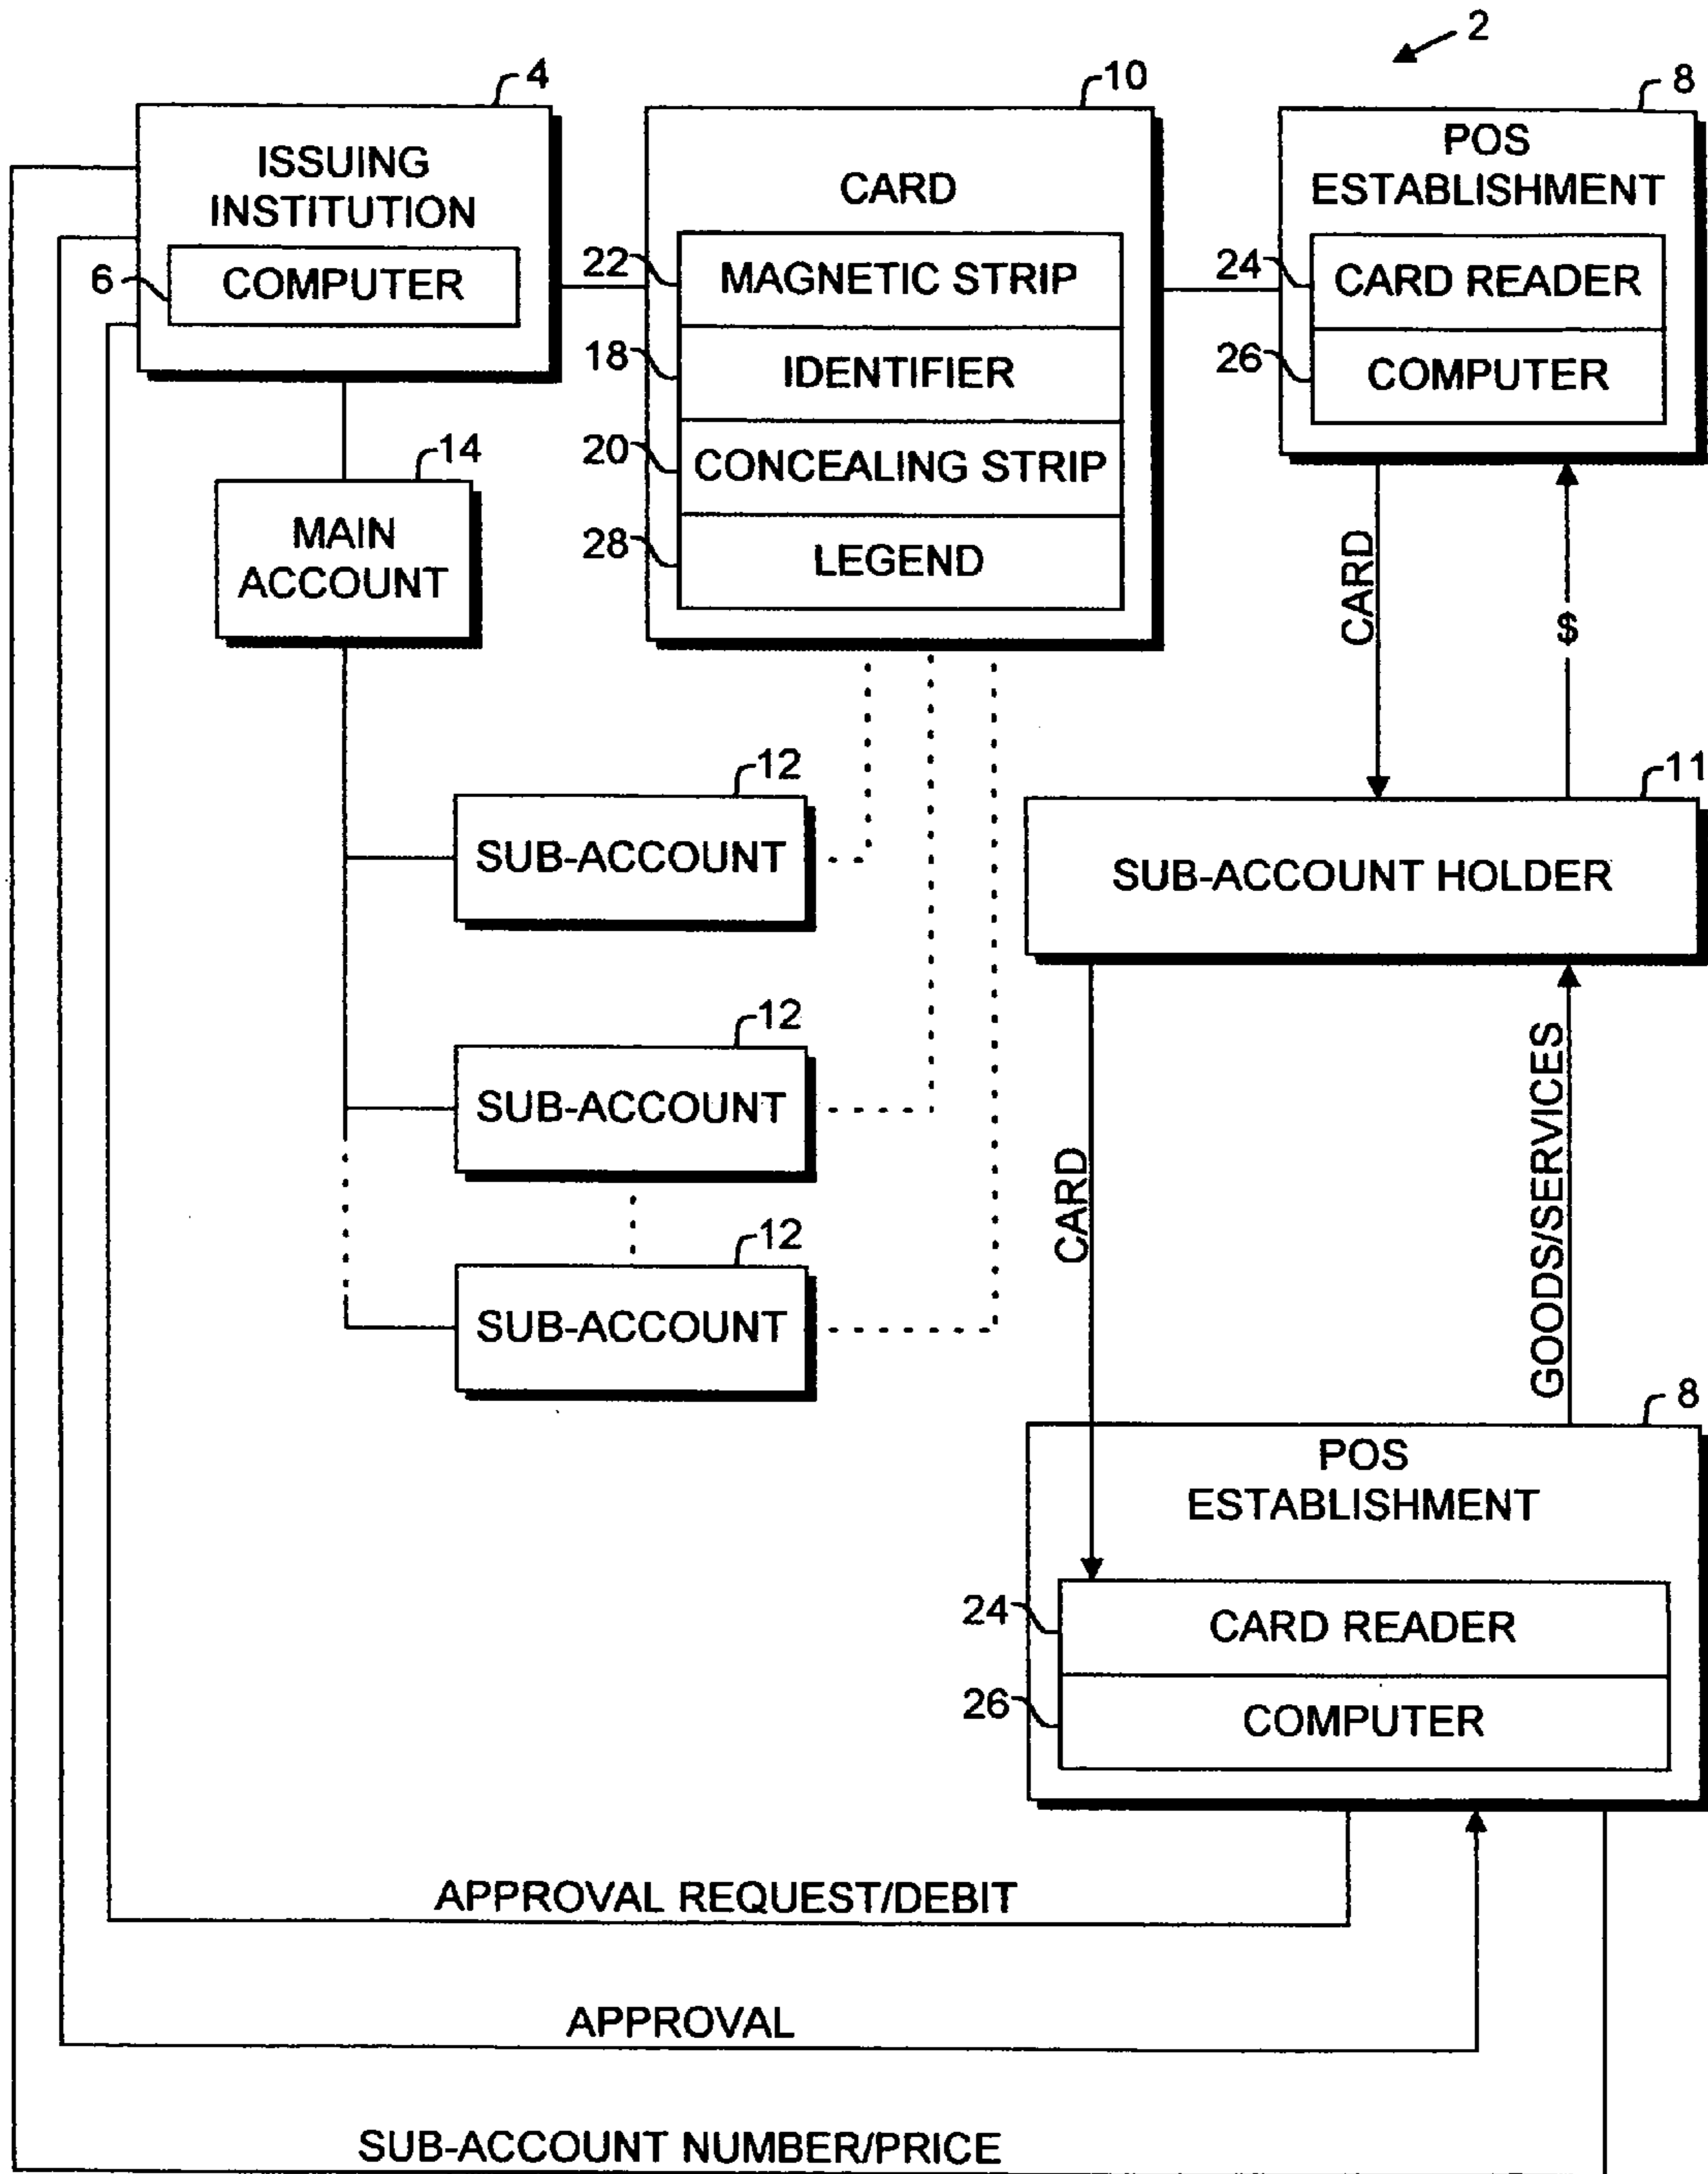 2
4
ISSUING
INSTITUTION
6
COMPUTER
10
CARD
22
MAGNETIC STRIP
18
IDENTIFIER
20
CONCEALING STRIP
28
LEGEND
8
POS
ESTABLISHMENT
24
CARD READER
26
COMPUTER
14
MAIN
ACCOUNT
CARD
$
12
SUB-ACCOUNT
11
SUB-ACCOUNT HOLDER
12
SUB-ACCOUNT
12
SUB-ACCOUNT
CARD
GOODS/SERVICES
8
POS
ESTABLISHMENT
24
CARD READER
26
COMPUTER
APPROVAL REQUEST/DEBIT
APPROVAL
SUB-ACCOUNT NUMBER/PRICE